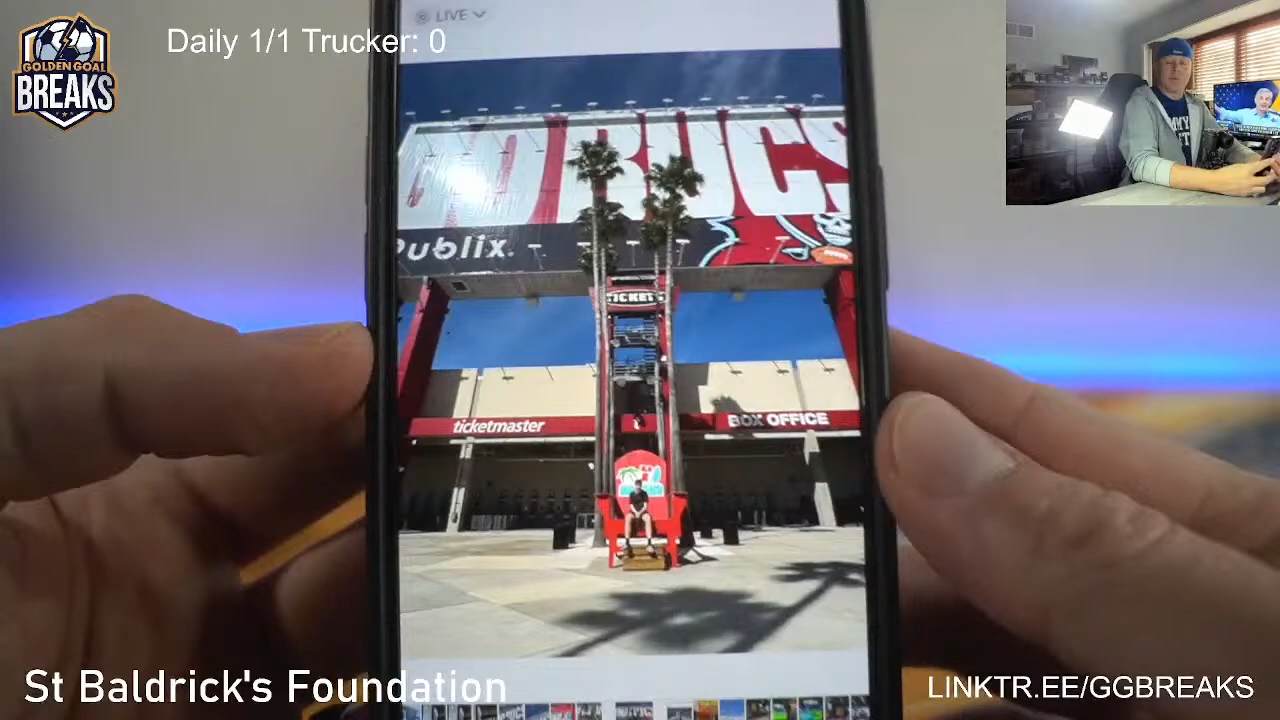 LIVE
GOLDEN GOAL
BREAKS
Daily 1/1 Trucker: 0
BUCS
Publix.
TICKETS
ticketmaster
BOX OFFICE
St Baldrick's Foundation
LINKTR.EE/GGBREAKS